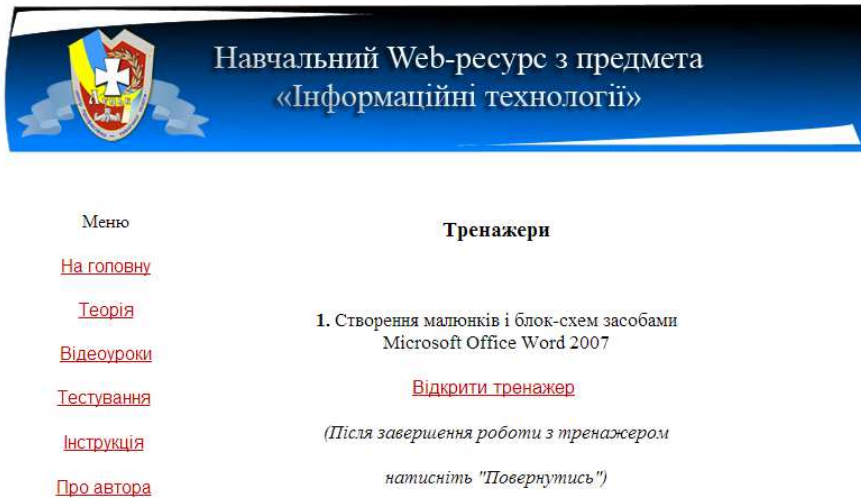 Навчальний Web-ресурс з предмета
«Інформаційні технології»
Меню
На головну
Теорія
Відеоуроки
Тестування
Інструкція
Про автора
Тренажери
1. Створення малюнків і блок-схем засобами
Microsoft Office Word 2007
Відкрити тренажер
(Після завершення роботи з тренажером
натисніть "Повернутись")